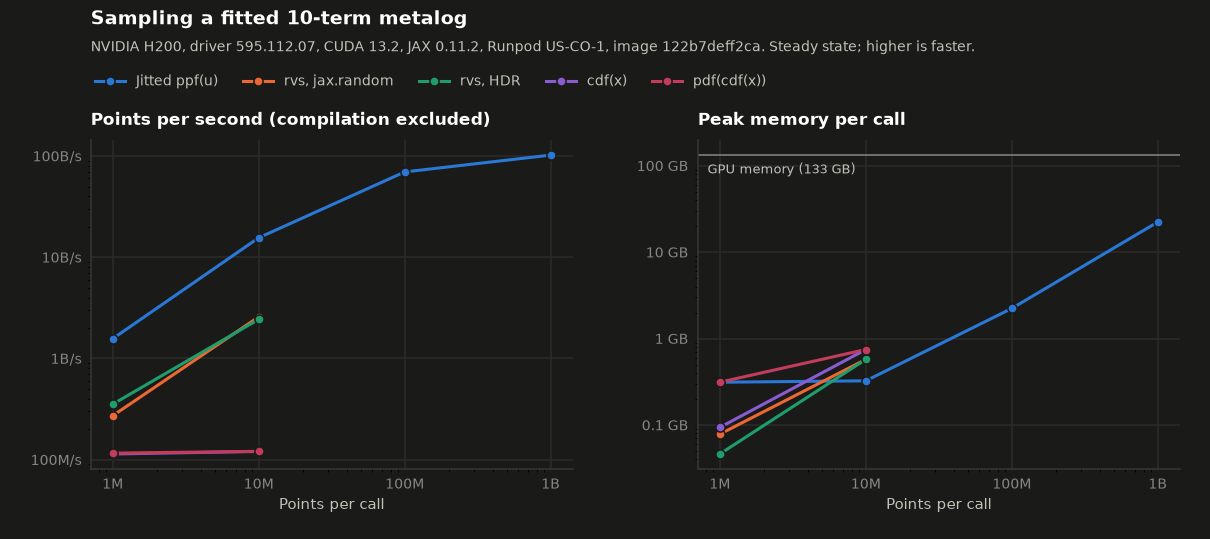 Sampling a fitted 10-term metalog
NVIDIA H200, driver 595.112.07, CUDA 13.2, JAX 0.11.2, Runpod US-CO-1, image 122b7deff2ca. Steady state; higher is faster.
Jitted ppf(u) rvs, jax.random rvs, HDR cdf(x) pdf(cdf(x))
Points per second (compilation excluded)
100B/s
10B/s
1B/s
100M/s
1M 10M 100M 1B
Points per call
Peak memory per call
100 GB
GPU memory (133 GB)
10 GB
1 GB
0.1 GB
1M 10M 100M 1B
Points per call